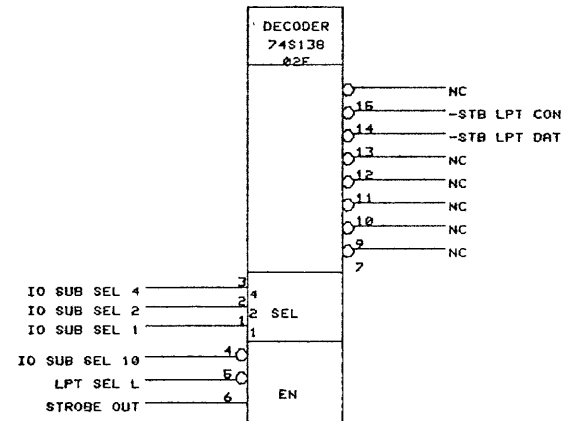 DECODER
74S138
02F
NC
15
-STB LPT CON
14
-STB LPT DAT
13
NC
12
NC
11
NC
10
NC
9
NC
7
IO SUB SEL 4
3
4
IO SUB SEL 2
2
2
SEL
IO SUB SEL 1
1
1
IO SUB SEL 10
4
LPT SEL L
5
STROBE OUT
6
EN